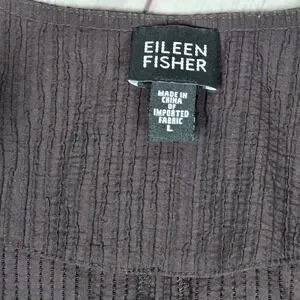 EILEEN
FISHER
MADE IN
CHINA
OF
IMPORTED
FABRIC
L